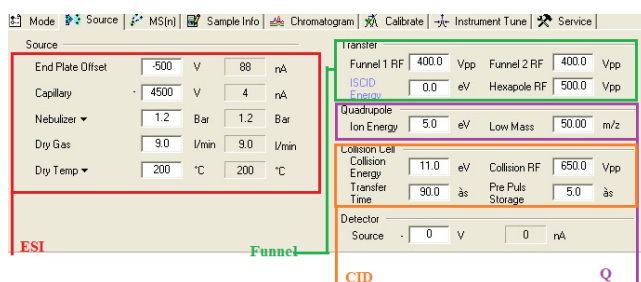 Mode Source MS(n) Sample Info Chromatogram Calibrate Instrument Tune Service
Source
End Plate Offset -500 V 88 nA
Capillary - 4500 V 4 nA
Nebulizer 1.2 Bar 1.2 Bar
Dry Gas 9.0 l/min 9.0 l/min
Dry Temp 200 °C 200 °C
ESI
Funnel
Transfer
Funnel 1 RF 400.0 Vpp Funnel 2 RF 400.0 Vpp
ISCID Energy 0.0 eV Hexapole RF 500.0 Vpp
Quadrupole
Ion Energy 5.0 eV Low Mass 50.00 m/z
Collision Cell
Collision Energy 11.0 eV Collision RF 650.0 Vpp
Transfer Time 90.0 às Pre Puls Storage 5.0 às
Detector
Source - 0 V 0 nA
CID Q